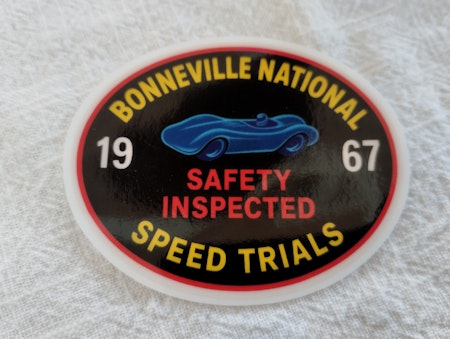 BONNEVILLE NATIONAL
19 67
SAFETY
INSPECTED
SPEED TRIALS